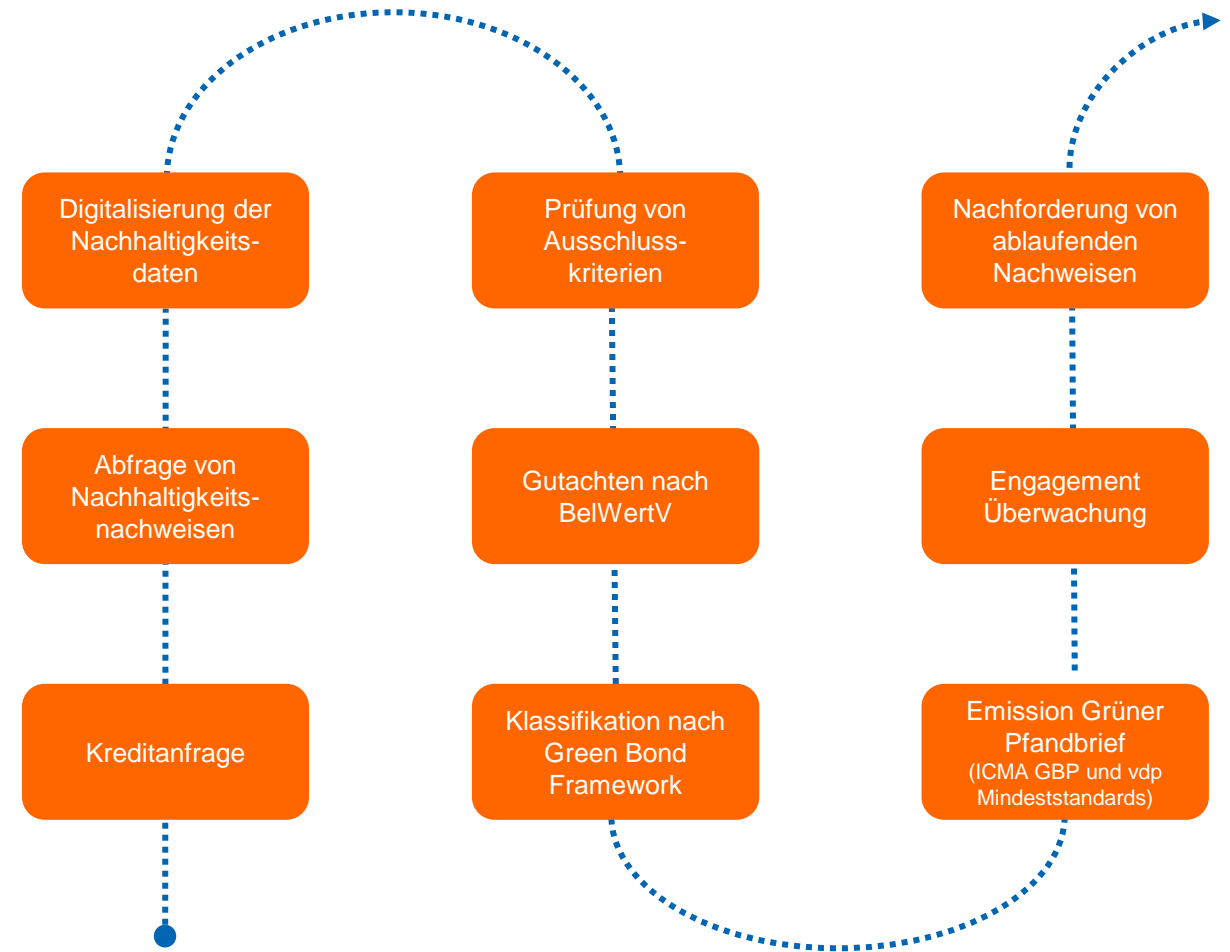 Digitalisierung der
Nachhaltigkeits-
daten
Prüfung von
Ausschluss-
kriterien
Nachforderung von
ablaufenden
Nachweisen
Abfrage von
Nachhaltigkeits-
nachweisen
Gutachten nach
BelWertV
Engagement
Überwachung
Kreditanfrage
Klassifikation nach
Green Bond
Framework
Emission Grüner
Pfandbrief
(ICMA GBP und vdp
Mindeststandards)